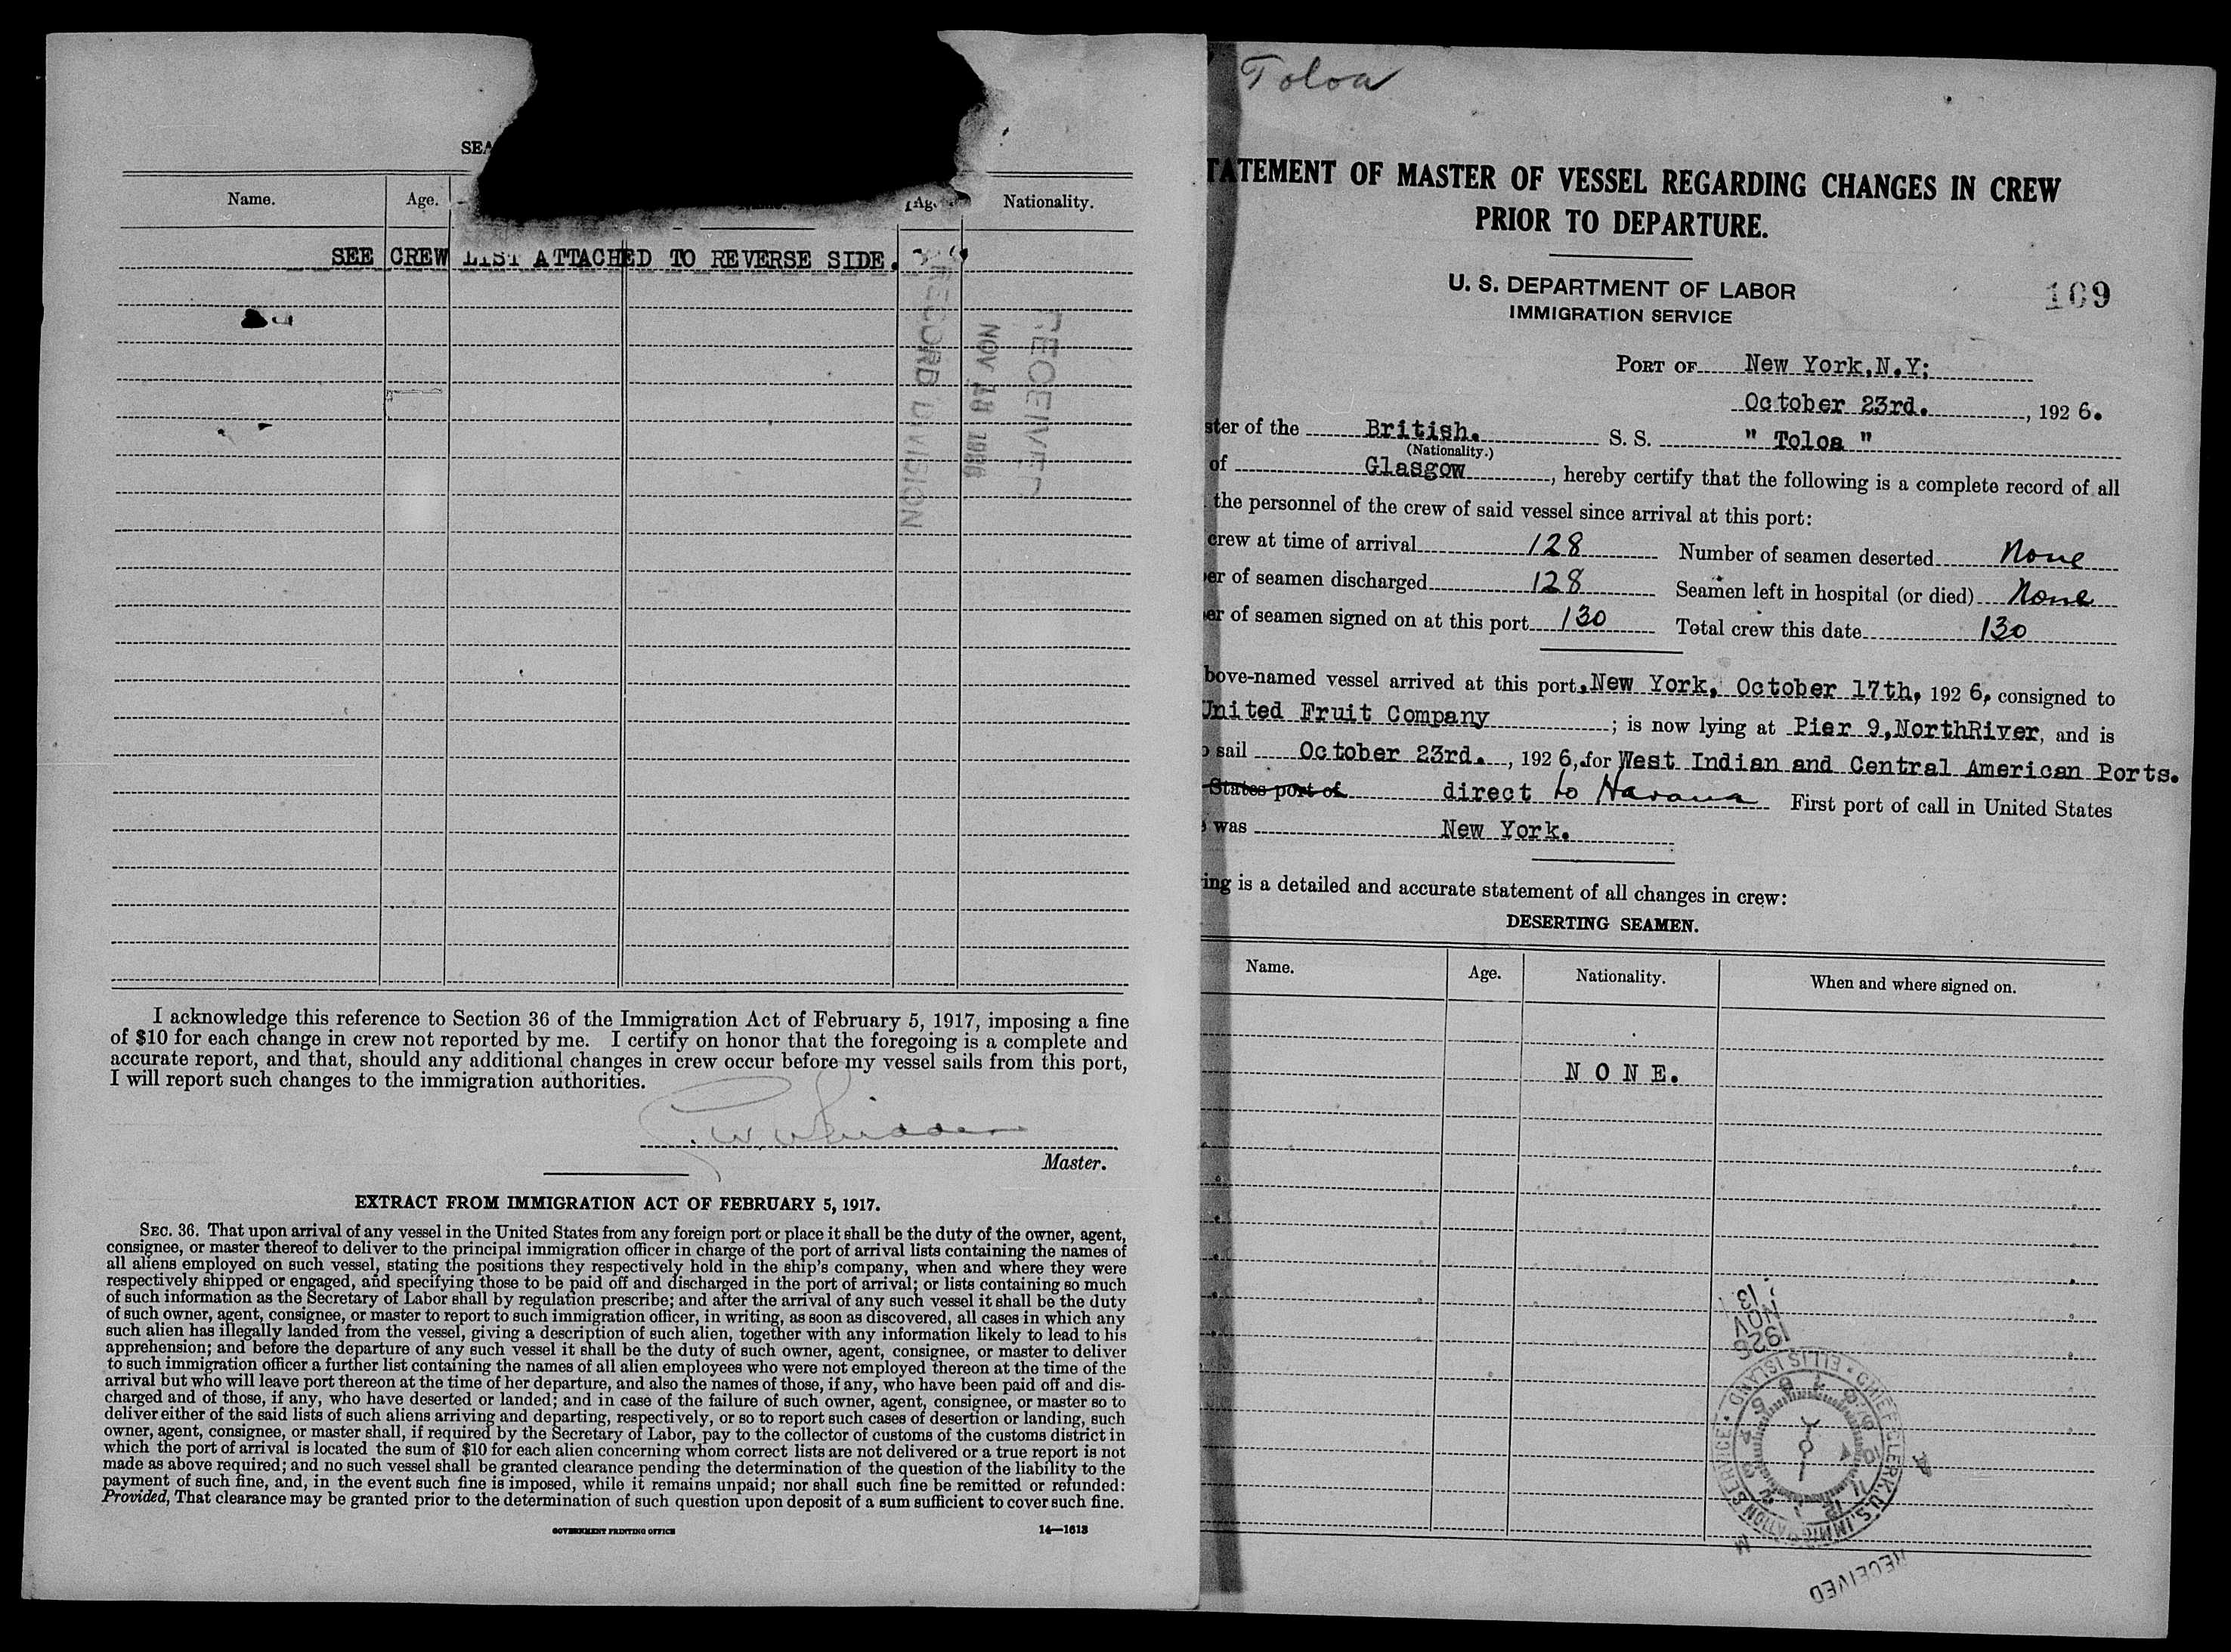 SEA
Name. Age. Ag. Nationality.
SEE CREW LIST ATTACHED TO REVERSE SIDE.
RECEIVED
NOV 18 1926
RECORD DIVISION
I acknowledge this reference to Section 36 of the Immigration Act of February 5, 1917, imposing a fine
of $10 for each change in crew not reported by me. I certify on honor that the foregoing is a complete and
accurate report, and that, should any additional changes in crew occur before my vessel sails from this port,
I will report such changes to the immigration authorities.
Master.
EXTRACT FROM IMMIGRATION ACT OF FEBRUARY 5, 1917.
SEC. 36. That upon arrival of any vessel in the United States from any foreign port or place it shall be the duty of the owner, agent,
consignee, or master thereof to deliver to the principal immigration officer in charge of the port of arrival lists containing the names of
all aliens employed on such vessel, stating the positions they respectively hold in the ship's company, when and where they were
respectively shipped or engaged, and specifying those to be paid off and discharged in the port of arrival; or lists containing so much
of such information as the Secretary of Labor shall by regulation prescribe; and after the arrival of any such vessel it shall be the duty
of such owner, agent, consignee, or master to report to such immigration officer, in writing, as soon as discovered, all cases in which any
such alien has illegally landed from the vessel, giving a description of such alien, together with any information likely to lead to his
apprehension; and before the departure of any such vessel it shall be the duty of such owner, agent, consignee, or master to deliver
to such immigration officer a further list containing the names of all alien employees who were not employed thereon at the time of the
arrival but who will leave port thereon at the time of her departure, and also the names of those, if any, who have been paid off and dis-
charged and of those, if any, who have deserted or landed; and in case of the failure of such owner, agent, consignee, or master so to
deliver either of the said lists of such aliens arriving and departing, respectively, or so to report such cases of desertion or landing, such
owner, agent, consignee, or master shall, if required by the Secretary of Labor, pay to the collector of customs of the customs district in
which the port of arrival is located the sum of $10 for each alien concerning whom correct lists are not delivered or a true report is not
made as above required; and no such vessel shall be granted clearance pending the determination of the question of the liability to the
payment of such fine, and, in the event such fine is imposed, while it remains unpaid; nor shall such fine be remitted or refunded:
Provided, That clearance may be granted prior to the determination of such question upon deposit of a sum sufficient to cover such fine.
GOVERNMENT PRINTING OFFICE 14—1613
Toloa
TATEMENT OF MASTER OF VESSEL REGARDING CHANGES IN CREW
PRIOR TO DEPARTURE.
U. S. DEPARTMENT OF LABOR
IMMIGRATION SERVICE
169
PORT OF New York,N.Y;
October 23rd. , 192 6.
ster of the British. S. S. " Toloa "
(Nationality.)
of Glasgow , hereby certify that the following is a complete record of all
the personnel of the crew of said vessel since arrival at this port:
crew at time of arrival 128 Number of seamen deserted None
er of seamen discharged 128 Seamen left in hospital (or died) None
er of seamen signed on at this port 130 Total crew this date 130
bove-named vessel arrived at this port, New York, October 17th, 192 6, consigned to
United Fruit Company ; is now lying at Pier 9,NorthRiver, and is
o sail October 23rd. , 192 6,.for West Indian and Central American Ports.
States port of direct to Havana First port of call in United States
was New York.
ing is a detailed and accurate statement of all changes in crew:
DESERTING SEAMEN.
Name. Age. Nationality. When and where signed on.
N O N E.
13
NOV
1926
CHIEF CLERK, U.S. IMMIGRATION SERVICE • ELLIS ISLAND •
RECEIVED